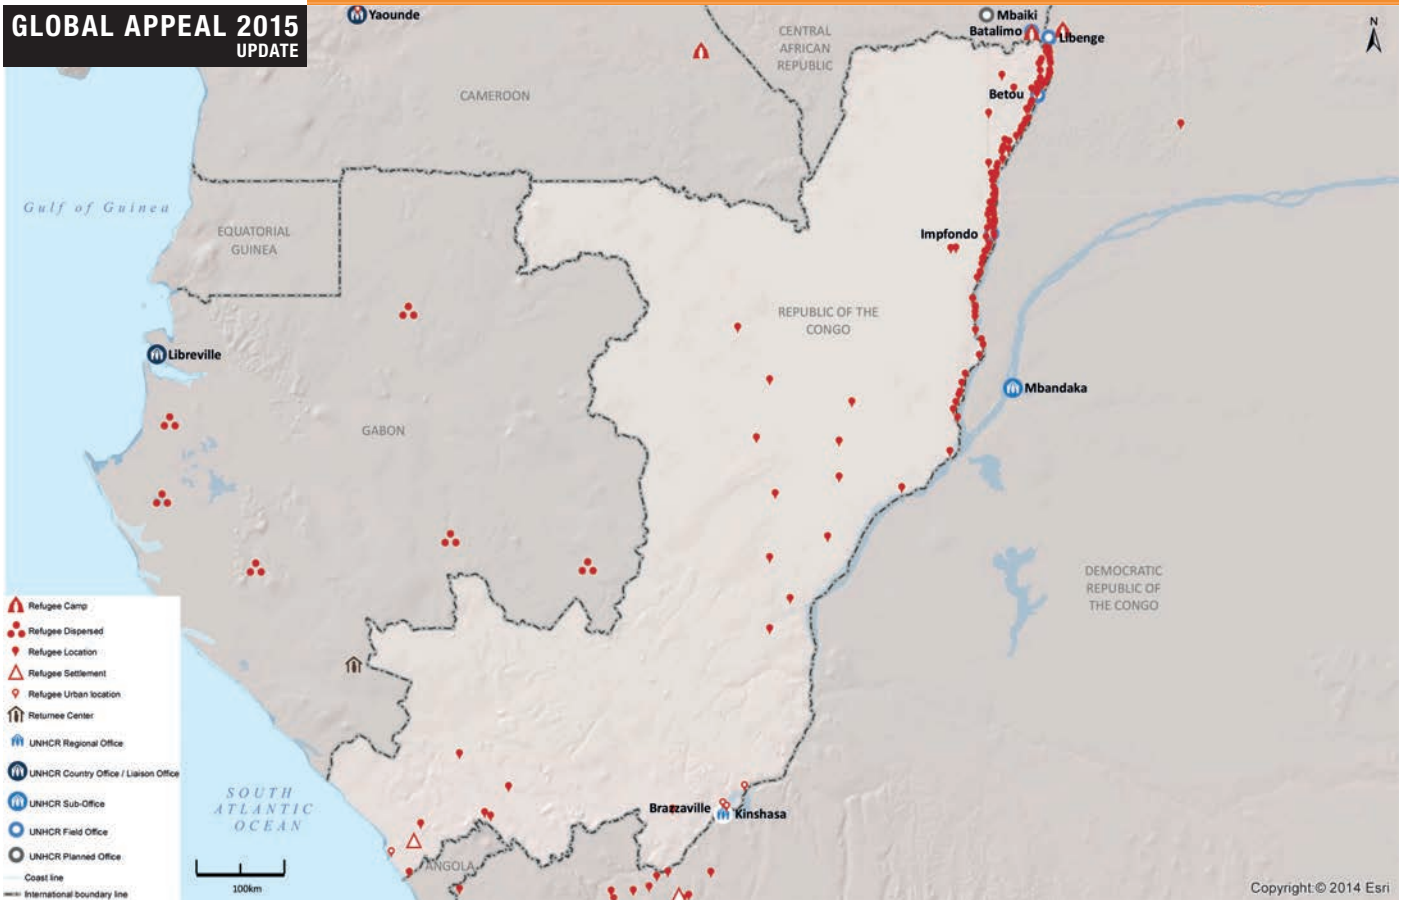 GLOBAL APPEAL 2015
UPDATE
Yaounde
Mbaiki
Batalimo
Libenge
N
CENTRAL
AFRICAN
REPUBLIC
CAMEROON
Betou
Gulf of Guinea
EQUATORIAL
GUINEA
Impfondo
REPUBLIC OF THE
CONGO
Libreville
Mbandaka
GABON
DEMOCRATIC
REPUBLIC OF
THE CONGO
Refugee Camp
Refugee Dispersed
Refugee Location
Refugee Settlement
Refugee Urban location
Returnee Center
UNHCR Regional Office
UNHCR Country Office / Liaison Office
UNHCR Sub-Office
UNHCR Field Office
UNHCR Planned Office
Coast line
International boundary line
SOUTH
ATLANTIC
OCEAN
Brazzaville
Kinshasa
ANGOLA
100km
Copyright:© 2014 Esri